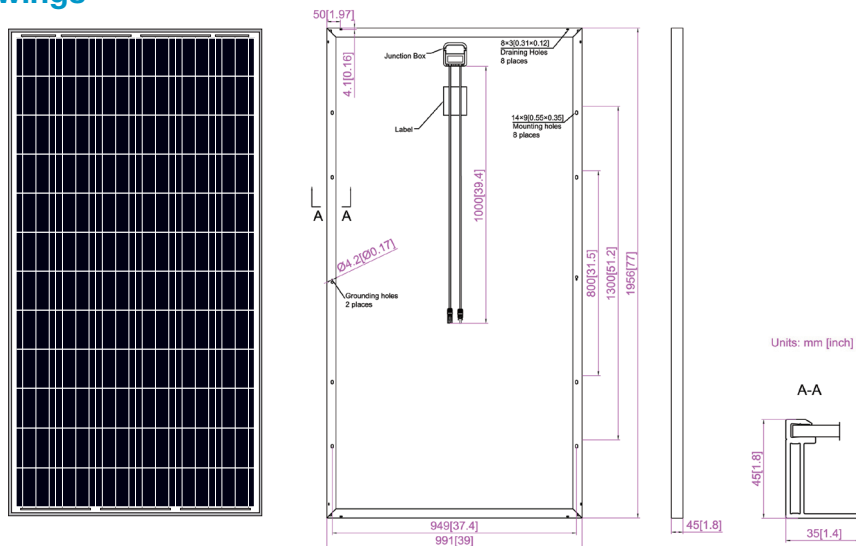 wings
50[1.97]
4.1[0.16]
Junction Box
8×3[0.31×0.12]
Draining Holes
8 places
Label
14×9[0.55×0.35]
Mounting holes
8 places
1000[39.4]
A A
Ø4.2[Ø0.17]
Grounding holes
2 places
800[31.5]
1300[51.2]
1956[77]
949[37.4]
991[39]
45[1.8]
Units: mm [inch]
A-A
45[1.8]
35[1.4]